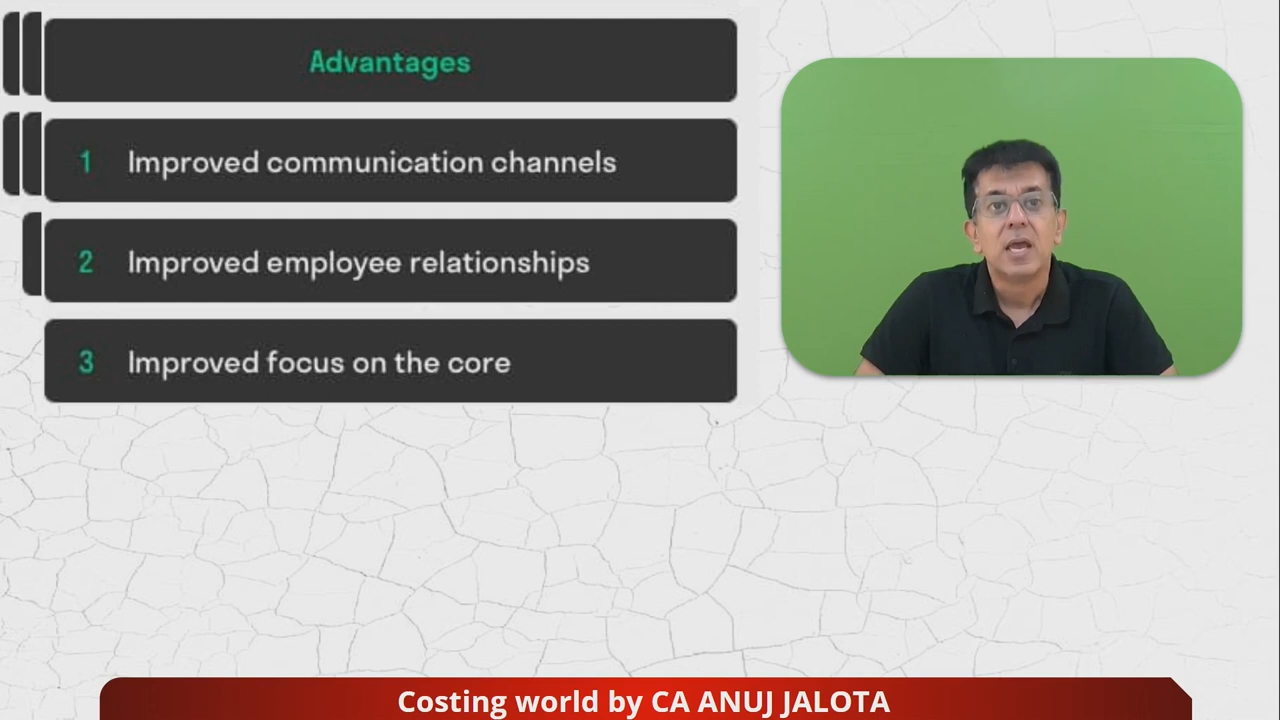 Advantages
1 Improved communication channels
2 Improved employee relationships
3 Improved focus on the core
Costing world by CA ANUJ JALOTA